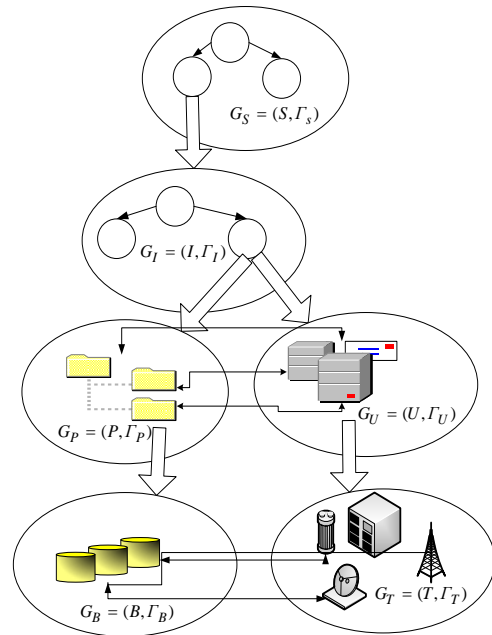 G_S = (S, Γ_s)
G_I = (I, Γ_I)
G_P = (P, Γ_P)
G_U = (U, Γ_U)
G_B = (B, Γ_B)
G_T = (T, Γ_T)